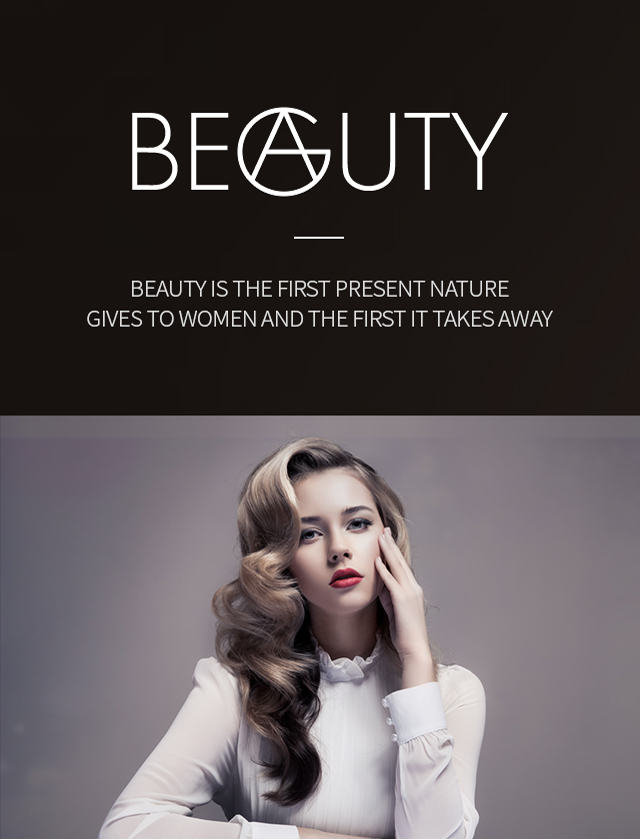 BEAUTY
BEAUTY IS THE FIRST PRESENT NATURE
GIVES TO WOMEN AND THE FIRST IT TAKES AWAY